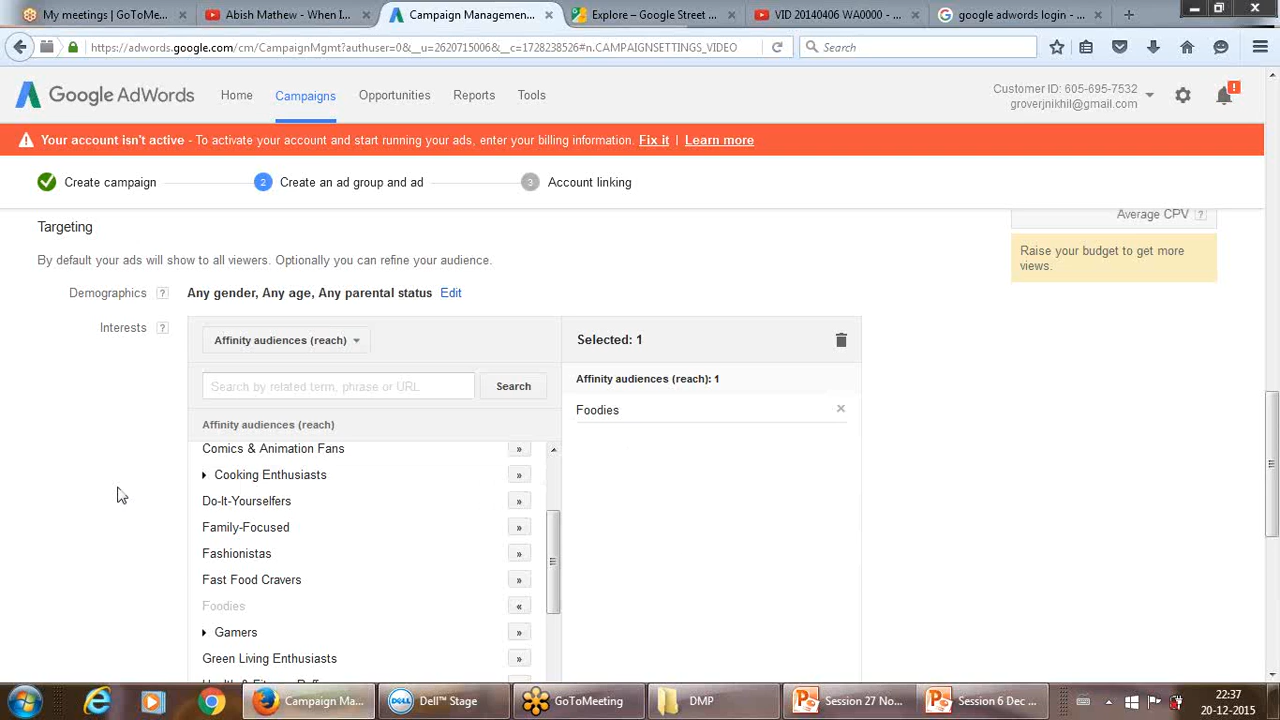 My meetings | GoToMe...
Abish Mathew - When I...
Campaign Management...
Explore – Google Street ...
VID 20140406 WA0000 - ...
google adwords login - ...
https://adwords.google.com/cm/CampaignMgmt?authuser=0&__u=2620715006&__c=1728238526#n.CAMPAIGNSETTINGS_VIDEO
Search
Google AdWords
Home
Campaigns
Opportunities
Reports
Tools
Customer ID: 605-695-7532
groverjnikhil@gmail.com
Your account isn't active - To activate your account and start running your ads, enter your billing information. Fix it | Learn more
Create campaign
2 Create an ad group and ad
3 Account linking
Targeting
Average CPV ?
By default your ads will show to all viewers. Optionally you can refine your audience.
Raise your budget to get more
views.
Demographics ? Any gender, Any age, Any parental status Edit
Interests ?
Affinity audiences (reach)
Selected: 1
Search by related term, phrase or URL
Search
Affinity audiences (reach): 1
Foodies
Affinity audiences (reach)
Comics & Animation Fans »
Cooking Enthusiasts »
Do-It-Yourselfers »
Family-Focused »
Fashionistas »
Fast Food Cravers »
Foodies «
Gamers »
Green Living Enthusiasts »
Campaign Ma...
Dell™ Stage
GoToMeeting
DMP
Session 27 No...
Session 6 Dec ...
22:37
20-12-2015